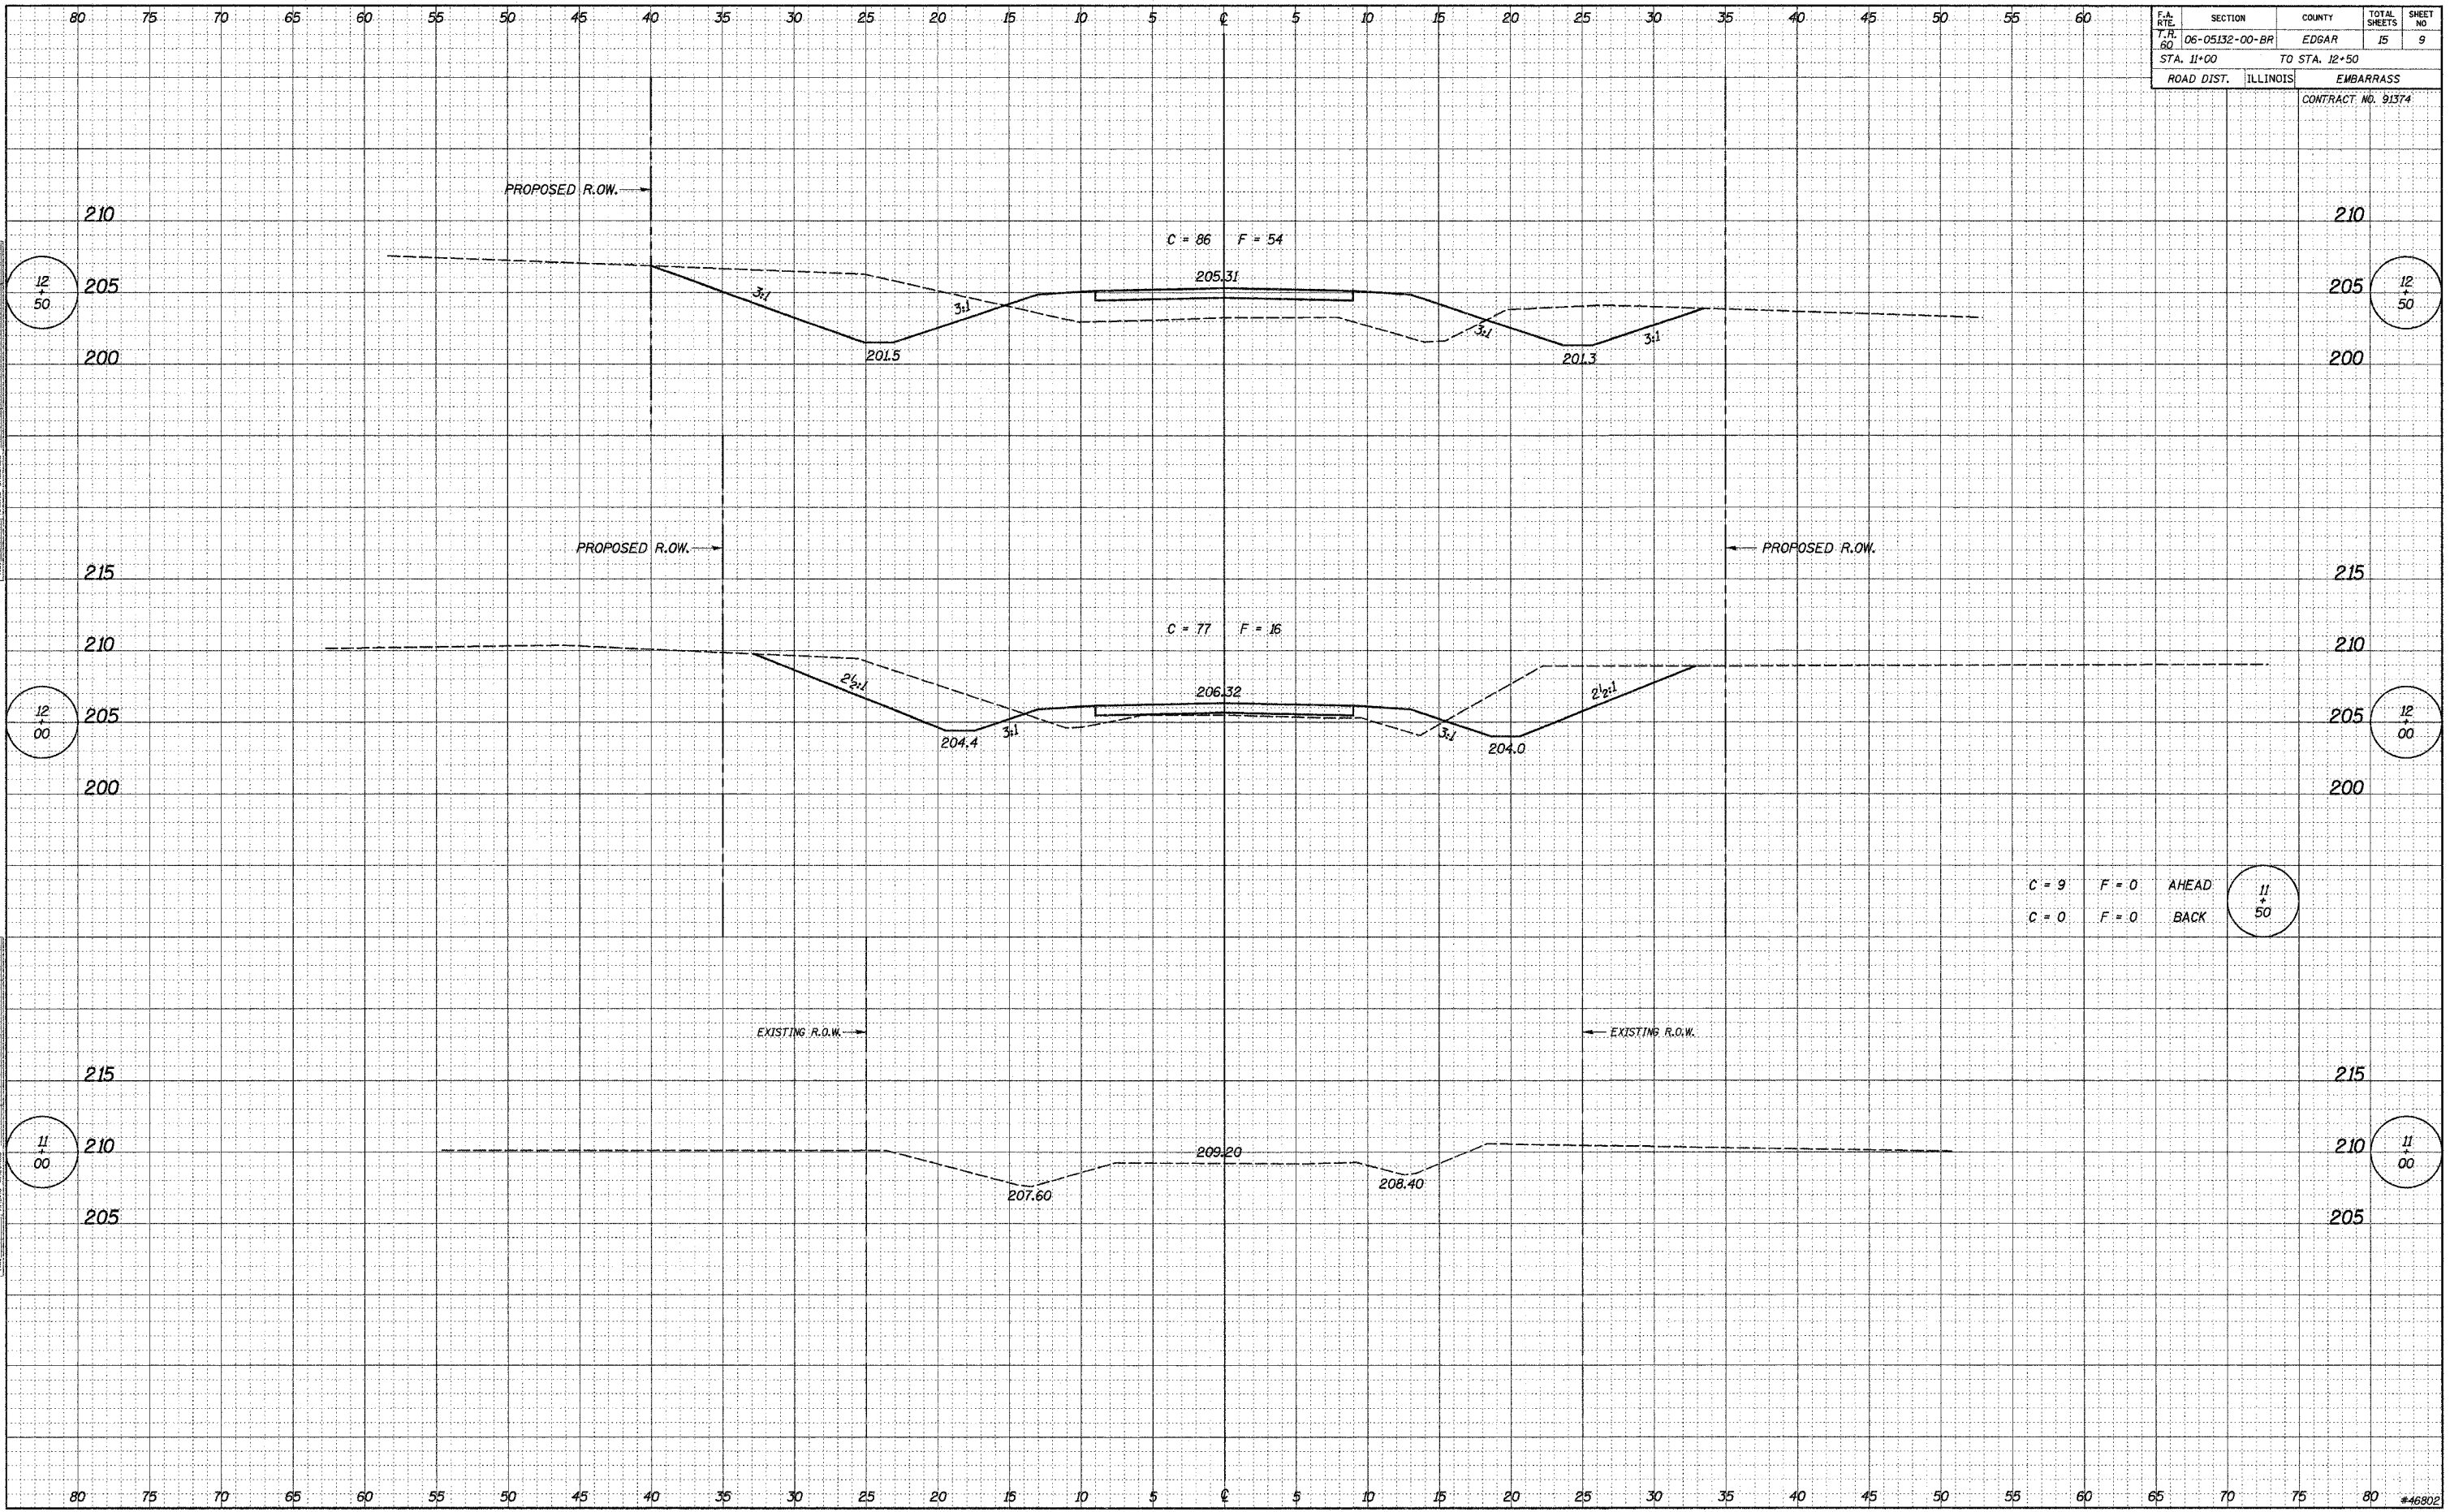 80 75 70 65 60 55 50 45 40 35 30 25 20 15 10 5 ℄ 5 10 15 20 25 30 35 40 45 50 55 60
F.A. RTE. SECTION COUNTY TOTAL SHEETS SHEET NO
T.R. 60 06-05132-00-BR EDGAR 15 9
STA. 11+00 TO STA. 12+50
ROAD DIST. ILLINOIS EMBARRASS
CONTRACT NO. 91374
PROPOSED R.O.W.
210 210
C = 86 F = 54
12 + 50 205 205.31 205 12 + 50
3:1 3:1 3:1 3:1
200 201.5 201.3 200
PROPOSED R.O.W. PROPOSED R.O.W.
215 215
C = 77 F = 16
210 210
2½:1 206.32 2½:1
12 + 00 205 205 12 + 00
3:1 3:1
204.4 204.0
200 200
C = 9 F = 0 AHEAD
11 + 50
C = 0 F = 0 BACK
EXISTING R.O.W. EXISTING R.O.W.
215 215
11 + 00 210 209.20 210 11 + 00
207.60 208.40
205 205
80 75 70 65 60 55 50 45 40 35 30 25 20 15 10 5 ℄ 5 10 15 20 25 30 35 40 45 50 55 60 65 70 75 80
#46802